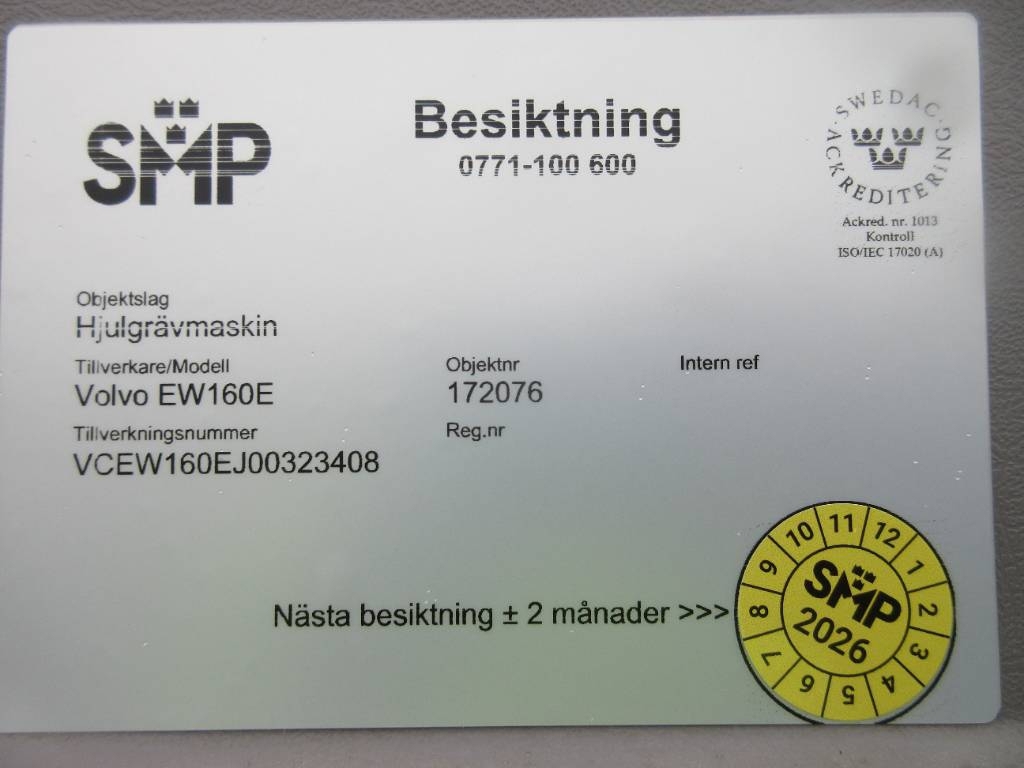 SMP
Besiktning
0771-100 600
· SWEDAC ·
ACKREDITERING
Ackred. nr. 1013
Kontroll
ISO/IEC 17020 (A)
Objektslag
Hjulgrävmaskin
Tillverkare/Modell
Volvo EW160E
Objektnr
172076
Intern ref
Tillverkningsnummer
VCEW160EJ00323408
Reg.nr
Nästa besiktning ± 2 månader >>>
10 11 12 1 2 3 4 5 6 7 8 9
SMP
2026